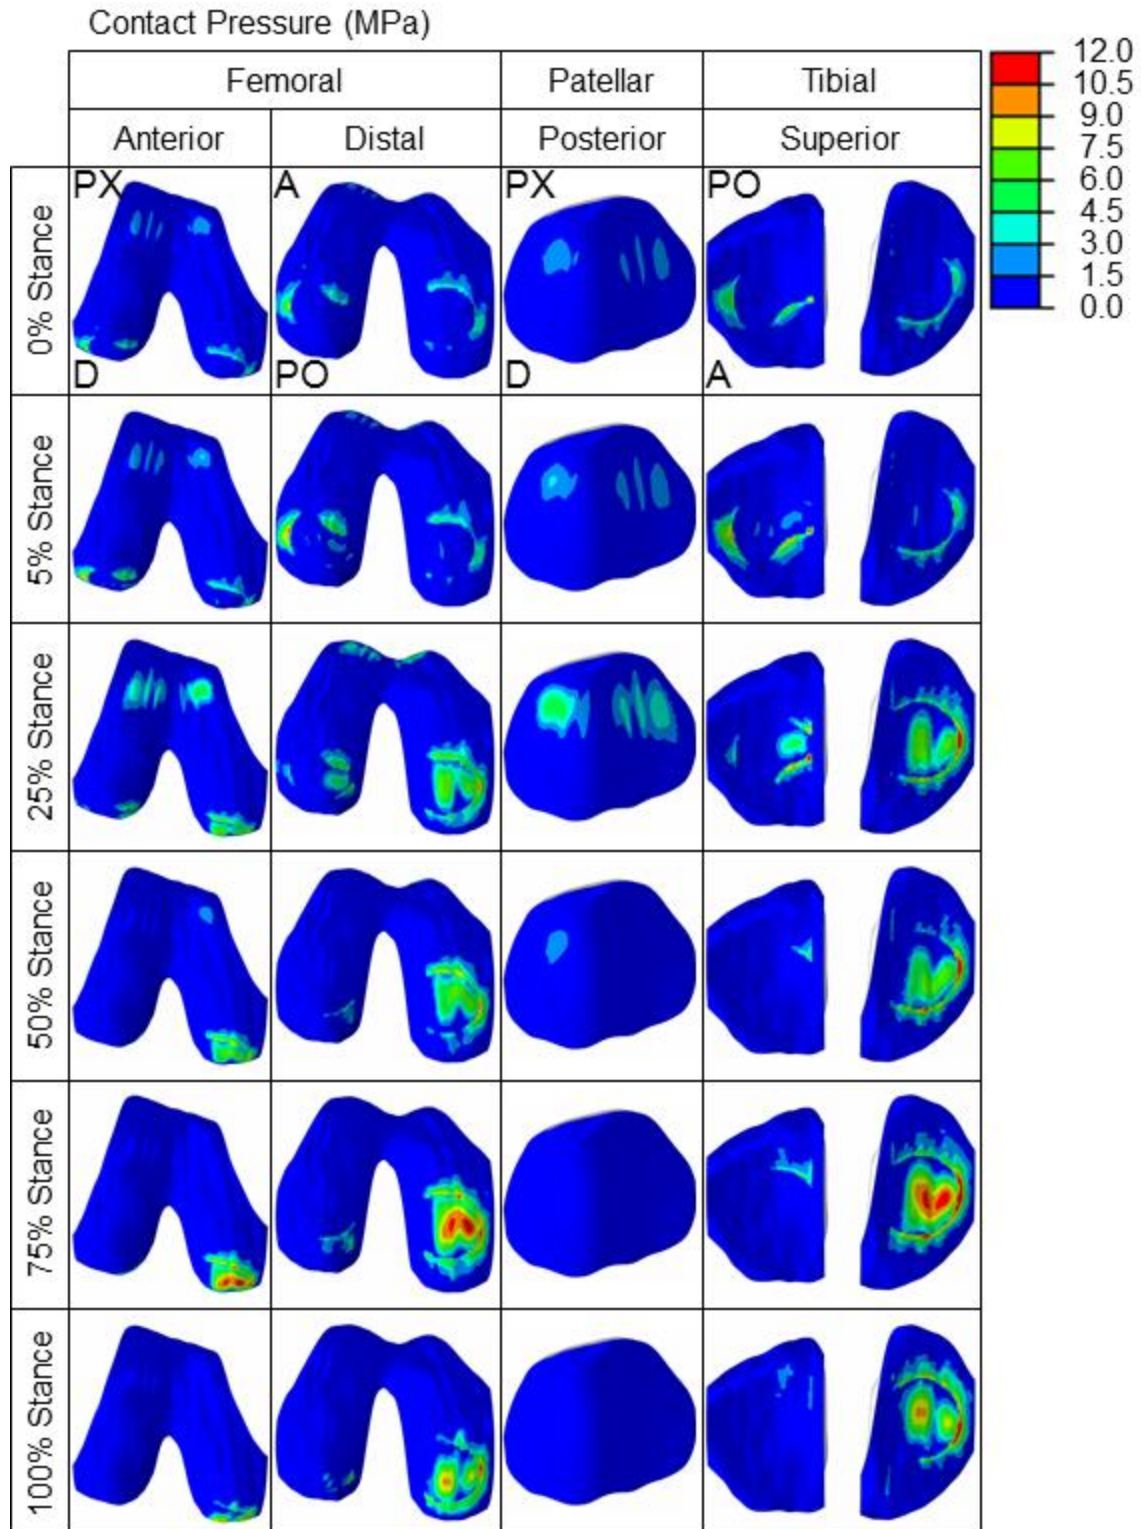 Contact Pressure (MPa)
Femoral Patellar Tibial
Anterior Distal Posterior Superior
12.0
10.5
9.0
7.5
6.0
4.5
3.0
1.5
0.0
0% Stance
PX A PX PO
D PO D A
5% Stance
25% Stance
50% Stance
75% Stance
100% Stance